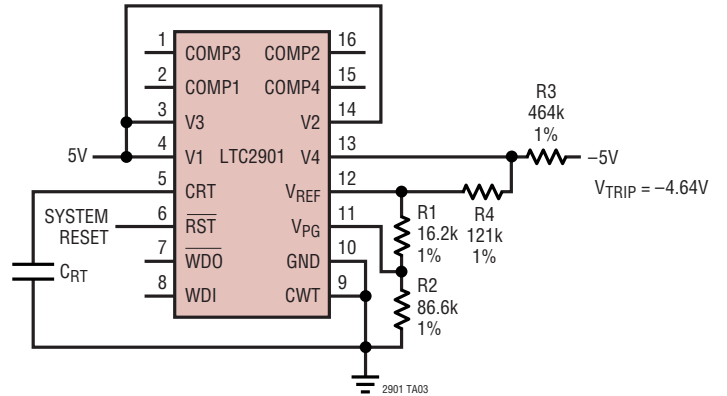 1 COMP3 COMP2 16
2 COMP1 COMP4 15
3 V3 V2 14
5V 4 V1 LTC2901 V4 13
5 CRT VREF 12
SYSTEM RESET 6 RST VPG 11
7 WDO GND 10
8 WDI CWT 9
CRT
R3
464k
1%
–5V
VTRIP = –4.64V
R4
121k
1%
R1
16.2k
1%
R2
86.6k
1%
2901 TA03